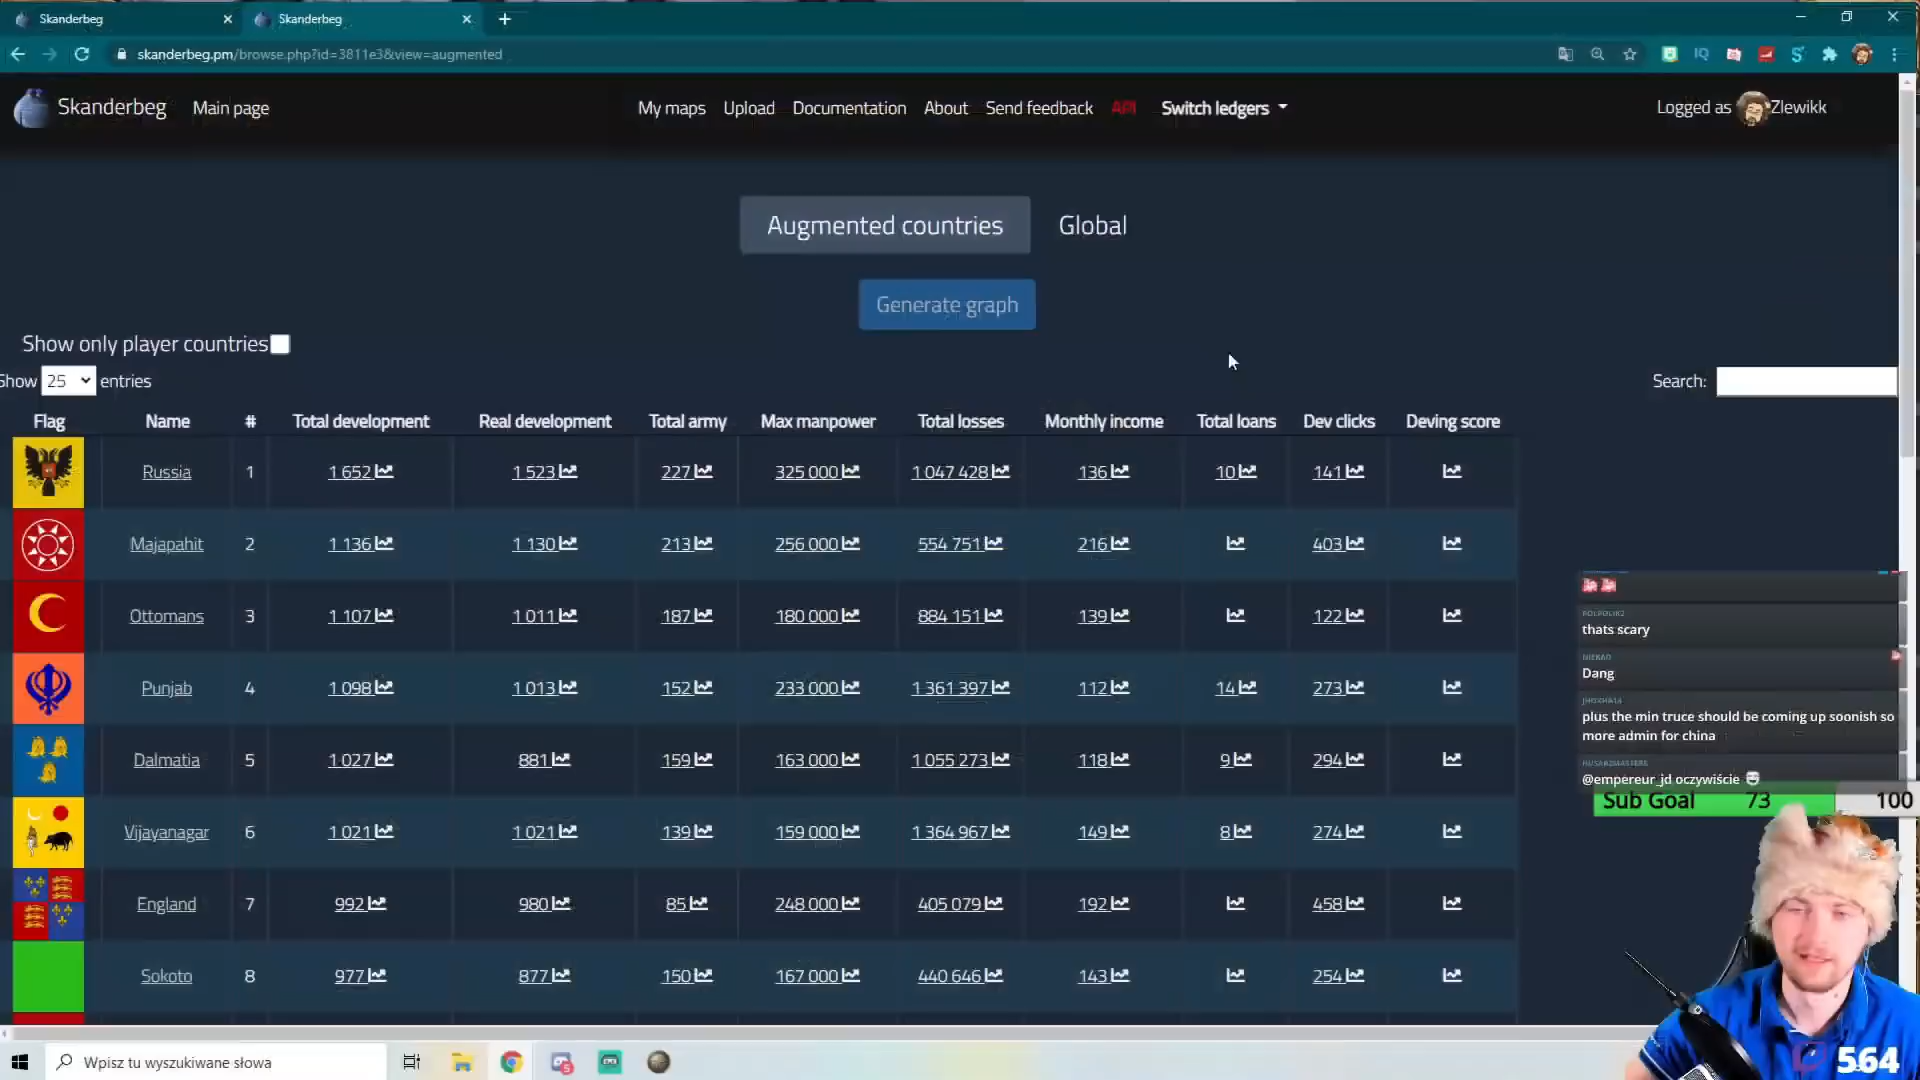 Skanderbeg
Skanderbeg
skanderbeg.pm/browse.php?id=3811e3&view=augmented
Skanderbeg Main page My maps Upload Documentation About Send feedback API Switch ledgers Logged as Zlewikk
Augmented countries Global
Generate graph
Show only player countries
Show 25 entries Search:
Flag Name # Total development Real development Total army Max manpower Total losses Monthly income Total loans Dev clicks Deving score
Russia 1 1 652 1 523 227 325 000 1 047 428 136 10 141
Majapahit 2 1 136 1 130 213 256 000 554 751 216 403
Ottomans 3 1 107 1 011 187 180 000 884 151 139 122
Punjab 4 1 098 1 013 152 233 000 1 361 397 112 14 273
Dalmatia 5 1 027 881 159 163 000 1 055 273 118 9 294
Vijayanagar 6 1 021 1 021 139 159 000 1 364 967 149 8 274
England 7 992 980 85 248 000 405 079 192 458
Sokoto 8 977 877 150 167 000 440 646 143 254
thats scary
Dang
plus the min truce should be coming up soonish so
more admin for china
@empereur_jd oczywiście
Sub Goal 73 100
Wpisz tu wyszukiwane słowa
564